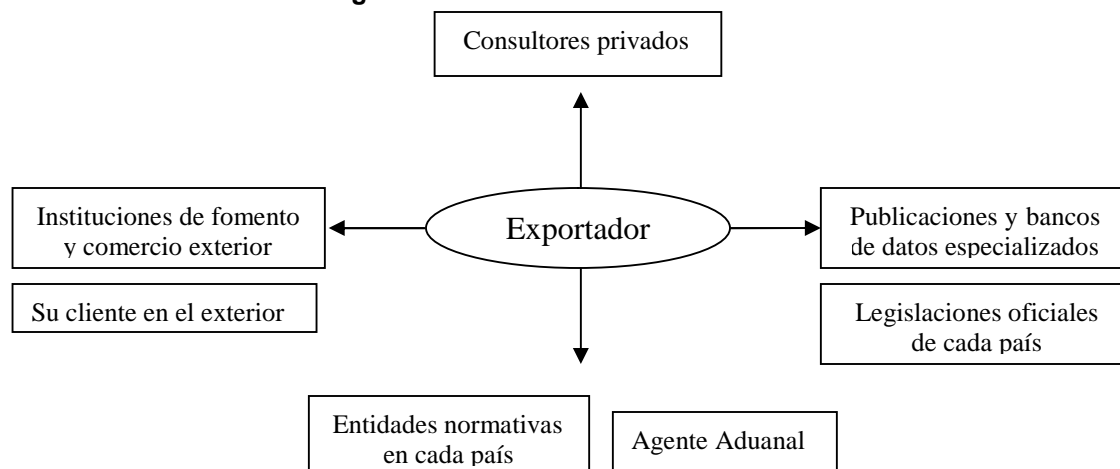 Consultores privados
Instituciones de fomento
y comercio exterior
Exportador
Publicaciones y bancos
de datos especializados
Su cliente en el exterior
Legislaciones oficiales
de cada país
Entidades normativas
en cada país
Agente Aduanal